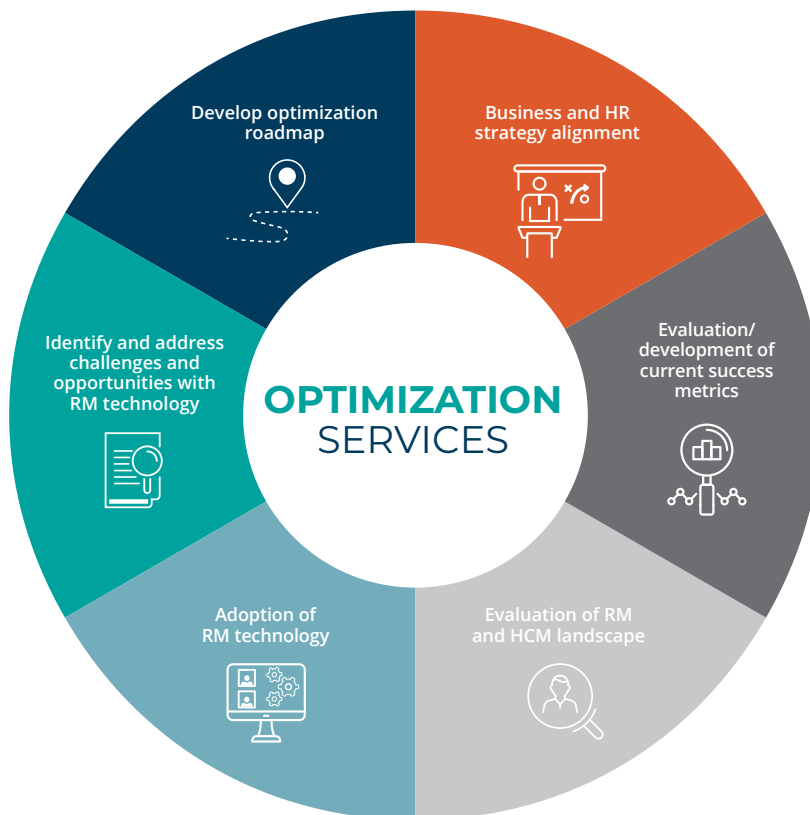 Develop optimization
roadmap
Business and HR
strategy alignment
Evaluation/
development of
current success
metrics
Evaluation of RM
and HCM landscape
Adoption of
RM technology
Identify and address
challenges and
opportunities with
RM technology
OPTIMIZATION
SERVICES